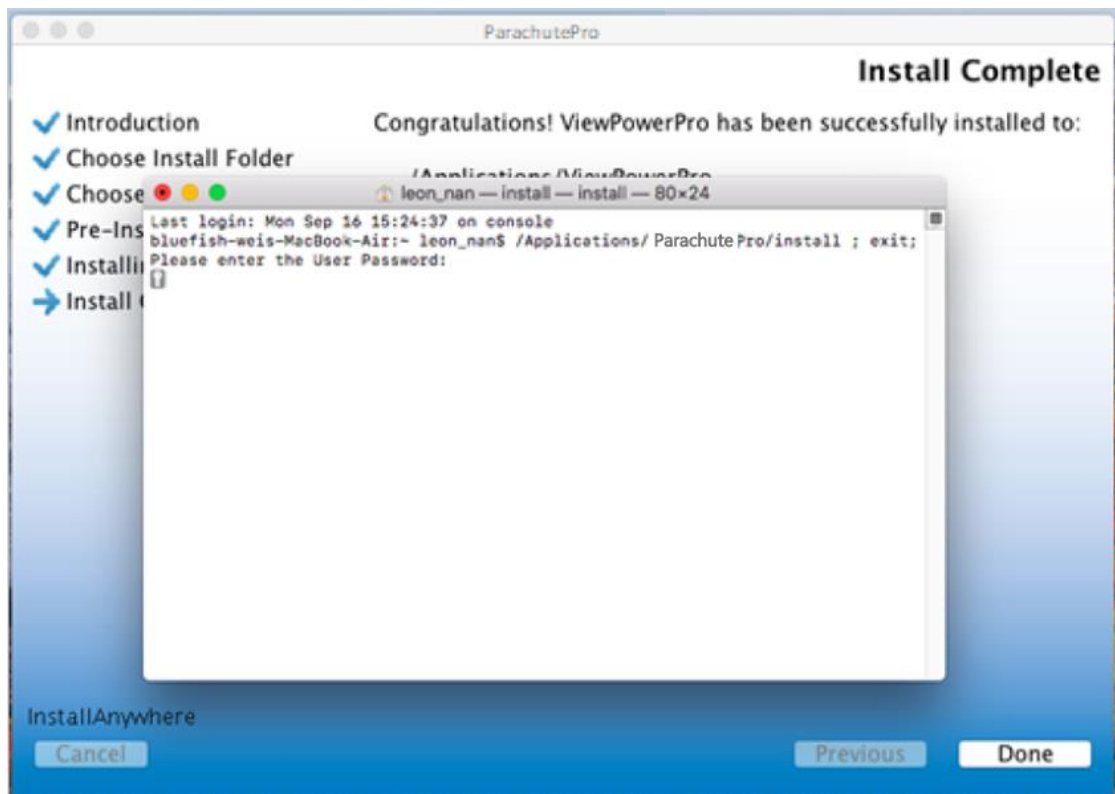 ParachutePro
Install Complete
Introduction
Choose Install Folder
Choose
Pre-Ins
Installi
Install
Congratulations! ViewPowerPro has been successfully installed to:
/Applications/ViewPowerPro
leon_nan — install — install — 80×24
Last login: Mon Sep 16 15:24:37 on console
bluefish-weis-MacBook-Air:~ leon_nan$ /Applications/ Parachute Pro/install ; exit;
Please enter the User Password:
InstallAnywhere
Cancel
Previous
Done